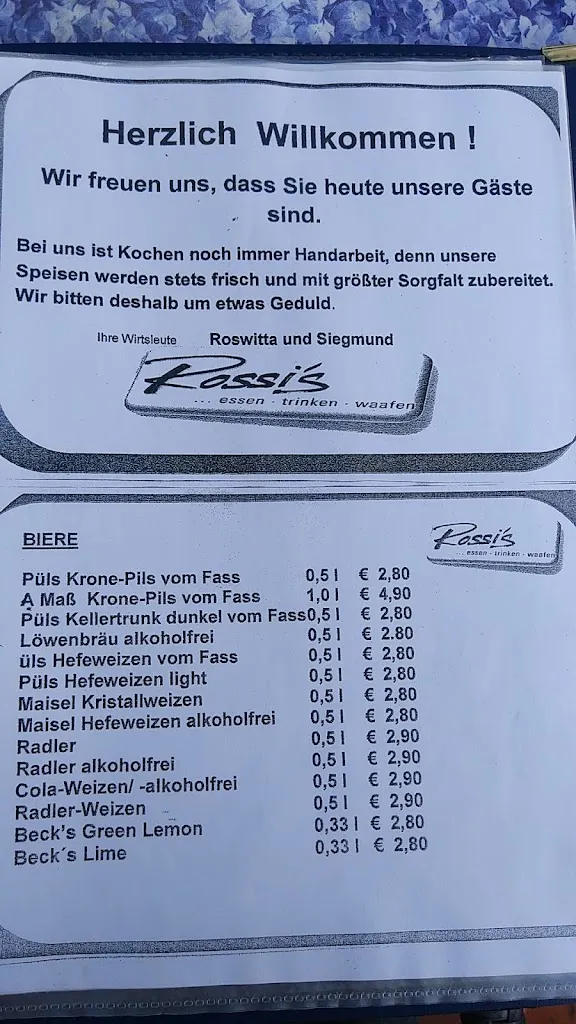 Herzlich Willkommen !
Wir freuen uns, dass Sie heute unsere Gäste
sind.
Bei uns ist Kochen noch immer Handarbeit, denn unsere
Speisen werden stets frisch und mit größter Sorgfalt zubereitet.
Wir bitten deshalb um etwas Geduld.
Ihre Wirtsleute Roswitta und Siegmund
Rossi's
... essen - trinken - waafen
BIERE
Rossi's
... essen - trinken - waafen
Püls Krone-Pils vom Fass 0,5 l € 2,80
A Maß Krone-Pils vom Fass 1,0 l € 4,90
Püls Kellertrunk dunkel vom Fass 0,5 l € 2,80
Löwenbräu alkoholfrei 0,5 l € 2.80
üls Hefeweizen vom Fass 0,5 l € 2,80
Püls Hefeweizen light 0,5 l € 2,80
Maisel Kristallweizen 0,5 l € 2,80
Maisel Hefeweizen alkoholfrei 0,5 l € 2,80
Radler 0,5 l € 2,90
Radler alkoholfrei 0,5 l € 2,90
Cola-Weizen/ -alkoholfrei 0,5 l € 2,90
Radler-Weizen 0,5 l € 2,90
Beck's Green Lemon 0,33 l € 2,80
Beck´s Lime 0,33 l € 2,80